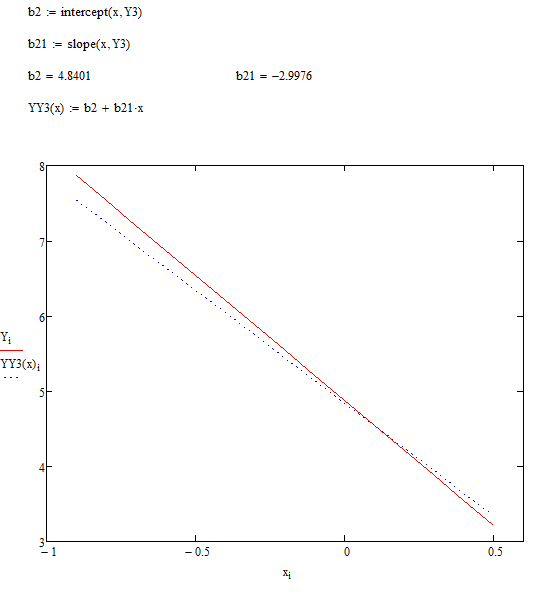 b2 := intercept(x, Y3)
b21 := slope(x, Y3)
b2 = 4.8401 b21 = −2.9976
YY3(x) := b2 + b21·x
8
7
6
Yᵢ
YY3(x)ᵢ
5
4
3
−1 −0.5 0 0.5
xᵢ